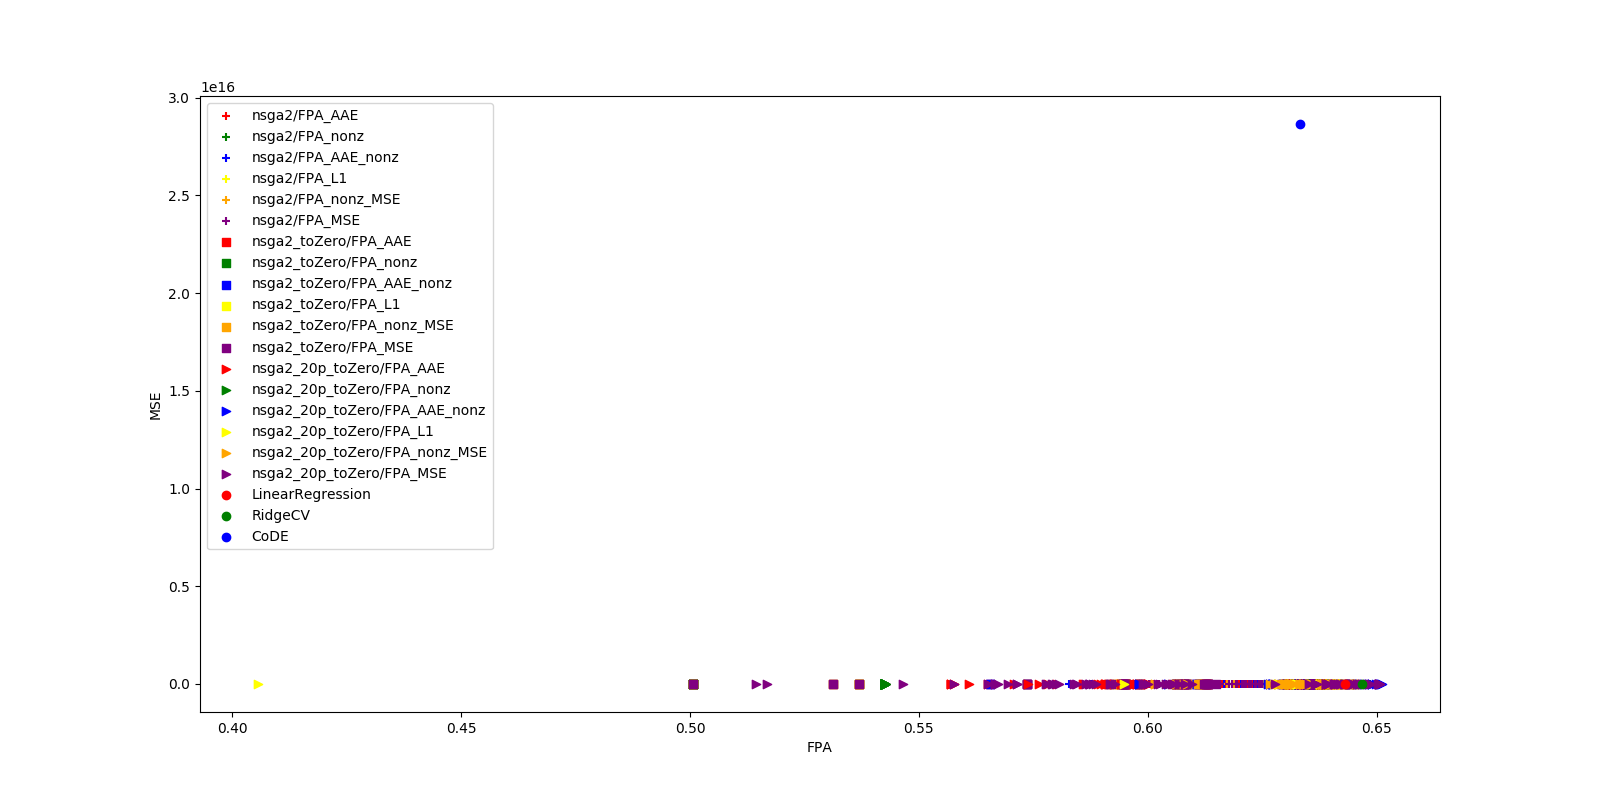 1e16
3.0
2.5
2.0
1.5
1.0
0.5
0.0
MSE
nsga2/FPA_AAE
nsga2/FPA_nonz
nsga2/FPA_AAE_nonz
nsga2/FPA_L1
nsga2/FPA_nonz_MSE
nsga2/FPA_MSE
nsga2_toZero/FPA_AAE
nsga2_toZero/FPA_nonz
nsga2_toZero/FPA_AAE_nonz
nsga2_toZero/FPA_L1
nsga2_toZero/FPA_nonz_MSE
nsga2_toZero/FPA_MSE
nsga2_20p_toZero/FPA_AAE
nsga2_20p_toZero/FPA_nonz
nsga2_20p_toZero/FPA_AAE_nonz
nsga2_20p_toZero/FPA_L1
nsga2_20p_toZero/FPA_nonz_MSE
nsga2_20p_toZero/FPA_MSE
LinearRegression
RidgeCV
CoDE
0.40 0.45 0.50 0.55 0.60 0.65
FPA